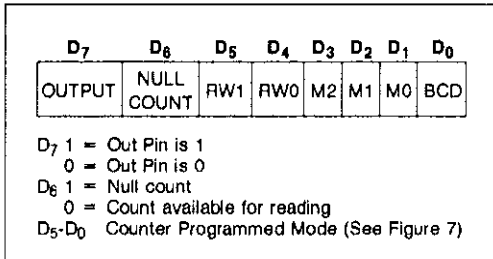 D7 D6 D5 D4 D3 D2 D1 D0
OUTPUT NULL COUNT RW1 RW0 M2 M1 M0 BCD
D7 1 = Out Pin is 1
0 = Out Pin is 0
D6 1 = Null count
0 = Count available for reading
D5-D0 Counter Programmed Mode (See Figure 7)